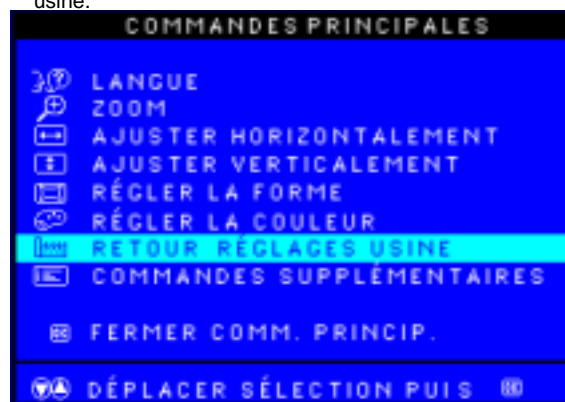 usine.
COMMANDES PRINCIPALES
LANGUE
ZOOM
AJUSTER HORIZONTALEMENT
AJUSTER VERTICALEMENT
RÉGLER LA FORME
RÉGLER LA COULEUR
RETOUR RÉGLAGES USINE
COMMANDES SUPPLÉMENTAIRES
FERMER COMM. PRINCIP.
DÉPLACER SÉLECTION PUIS